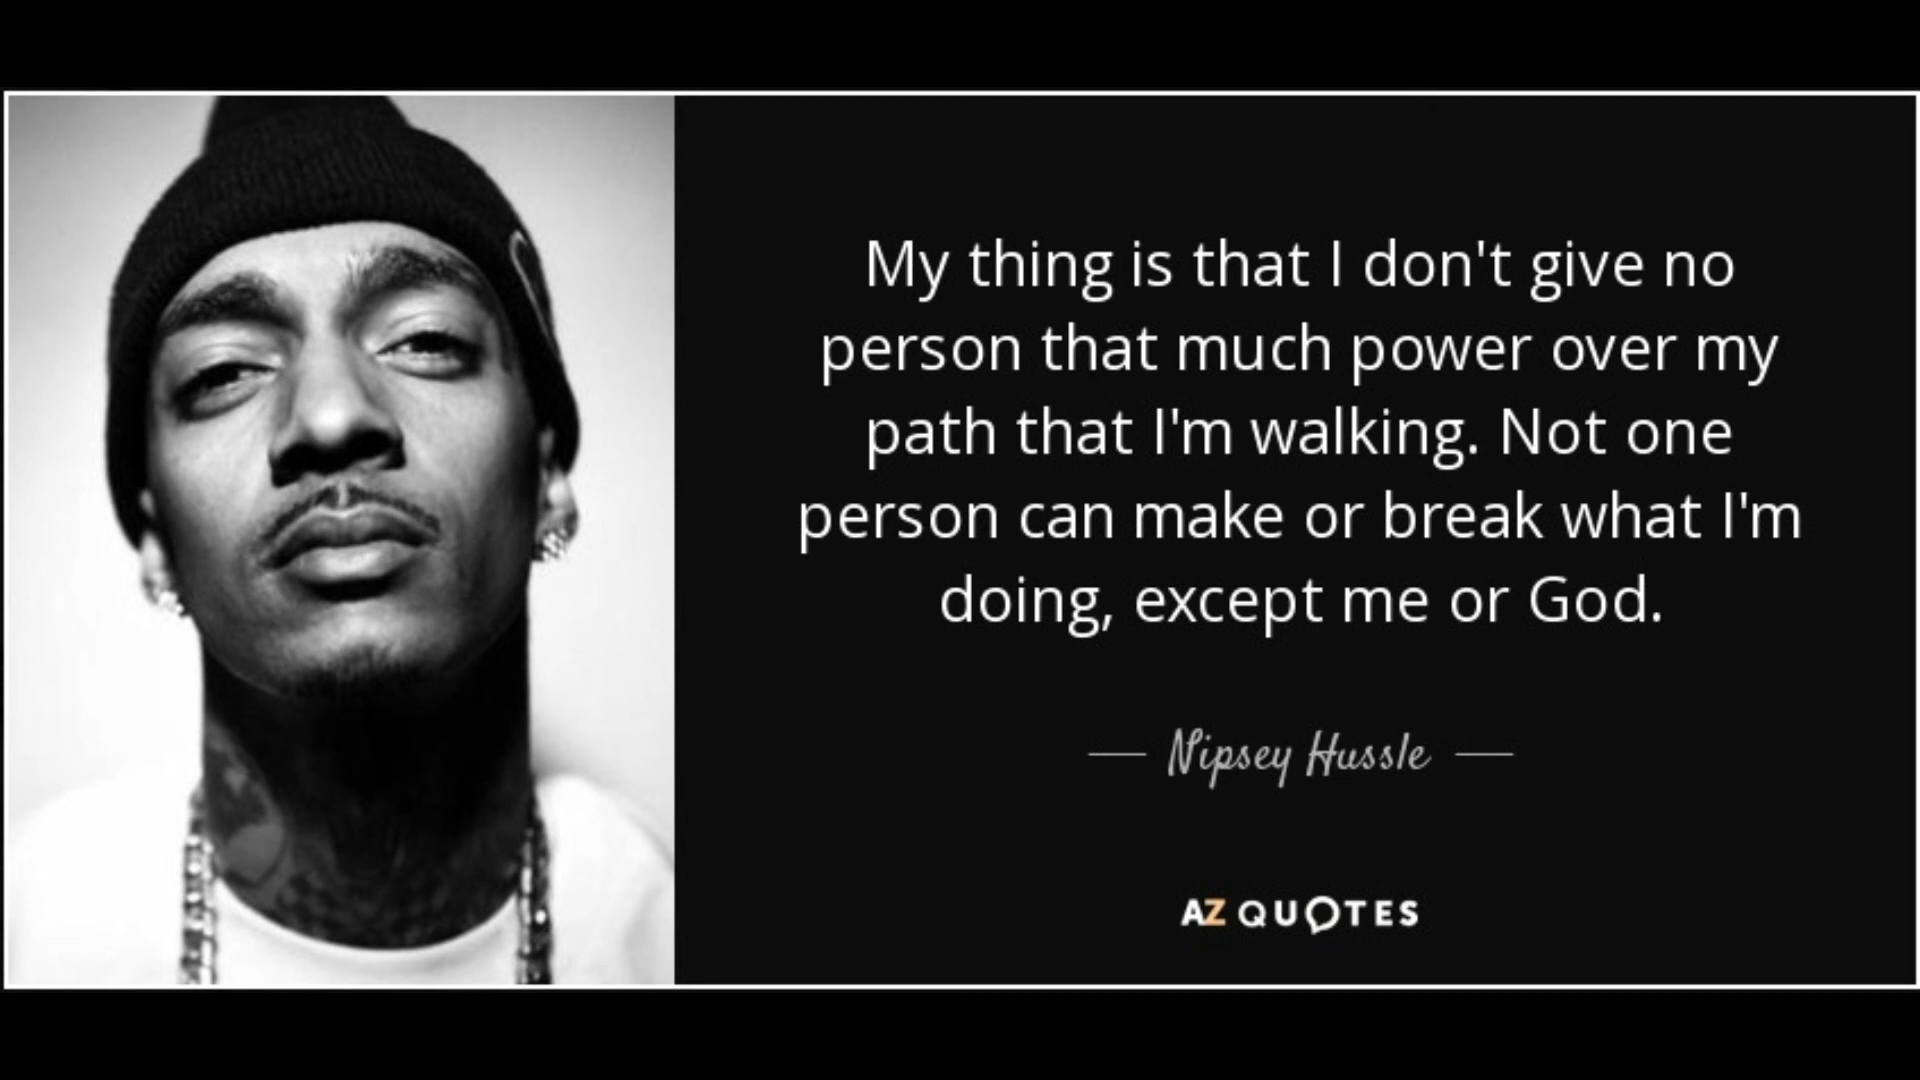 My thing is that I don't give no
person that much power over my
path that I'm walking. Not one
person can make or break what I'm
doing, except me or God.
Nipsey Hussle
AZ QUOTES